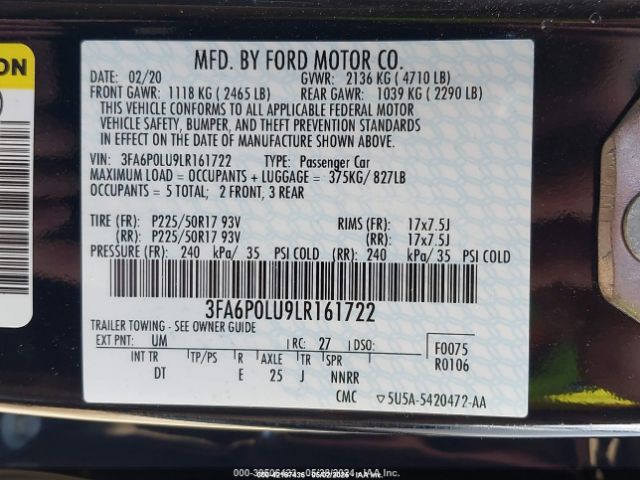 ON
MFD. BY FORD MOTOR CO.
DATE: 02/20 GVWR: 2136 KG ( 4710 LB)
FRONT GAWR: 1118 KG ( 2465 LB) REAR GAWR: 1039 KG ( 2290 LB)
THIS VEHICLE CONFORMS TO ALL APPLICABLE FEDERAL MOTOR
VEHICLE SAFETY, BUMPER, AND THEFT PREVENTION STANDARDS
IN EFFECT ON THE DATE OF MANUFACTURE SHOWN ABOVE.
VIN: 3FA6P0LU9LR161722 TYPE: Passenger Car
MAXIMUM LOAD = OCCUPANTS + LUGGAGE = 375KG/ 827LB
OCCUPANTS = 5 TOTAL; 2 FRONT, 3 REAR
TIRE (FR): P225/50R17 93V RIMS (FR): 17x7.5J
(RR): P225/50R17 93V (RR): 17x7.5J
PRESSURE (FR): 240 kPa/ 35 PSI COLD (RR): 240 kPa/ 35 PSI COLD
3FA6P0LU9LR161722
TRAILER TOWING - SEE OWNER GUIDE
EXT PNT: UM RC: 27 DSO: F0075
INT TR TP/PS R AXLE TR SPR R0106
DT E 25 J NNRR
CMC ▽5U5A-5420472-AA